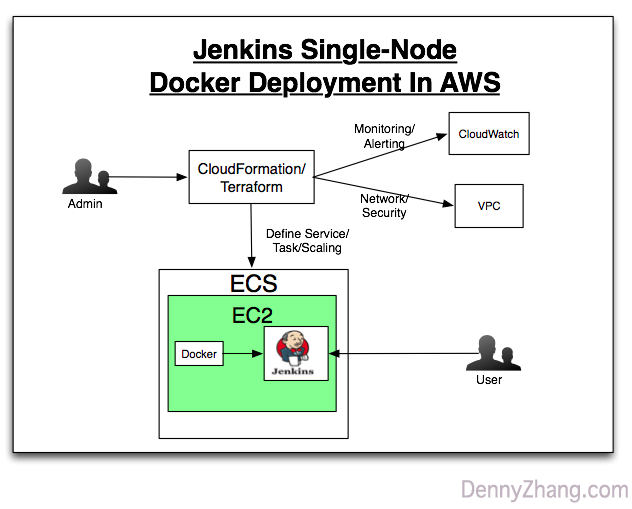 Jenkins Single-Node
Docker Deployment In AWS
Monitoring/
Alerting
CloudWatch
CloudFormation/
Terraform
Admin
Network/
Security
VPC
Define Service/
Task/Scaling
ECS
EC2
Docker
Jenkins
User
DennyZhang.com